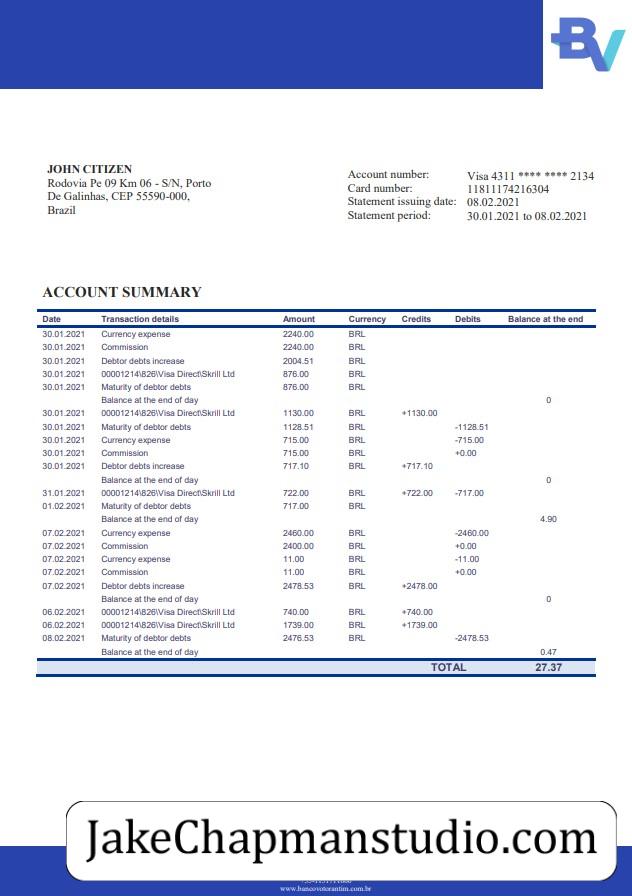 BV
JOHN CITIZEN
Rodovia Pe 09 Km 06 - S/N, Porto
De Galinhas, CEP 55590-000,
Brazil
Account number: Visa 4311 **** **** 2134
Card number: 11811174216304
Statement issuing date: 08.02.2021
Statement period: 30.01.2021 to 08.02.2021
ACCOUNT SUMMARY
Date Transaction details Amount Currency Credits Debits Balance at the end
30.01.2021 Currency expense 2240.00 BRL
30.01.2021 Commission 2240.00 BRL
30.01.2021 Debtor debts increase 2004.51 BRL
30.01.2021 00001214\826\Visa Direct\Skrill Ltd 876.00 BRL
30.01.2021 Maturity of debtor debts 876.00 BRL
Balance at the end of day 0
30.01.2021 00001214\826\Visa Direct\Skrill Ltd 1130.00 BRL +1130.00
30.01.2021 Maturity of debtor debts 1128.51 BRL -1128.51
30.01.2021 Currency expense 715.00 BRL -715.00
30.01.2021 Commission 715.00 BRL +0.00
30.01.2021 Debtor debts increase 717.10 BRL +717.10
Balance at the end of day 0
31.01.2021 00001214\826\Visa Direct\Skrill Ltd 722.00 BRL +722.00 -717.00
01.02.2021 Maturity of debtor debts 717.00 BRL
Balance at the end of day 4.90
07.02.2021 Currency expense 2460.00 BRL -2460.00
07.02.2021 Commission 2400.00 BRL +0.00
07.02.2021 Currency expense 11.00 BRL -11.00
07.02.2021 Commission 11.00 BRL +0.00
07.02.2021 Debtor debts increase 2478.53 BRL +2478.00
Balance at the end of day 0
06.02.2021 00001214\826\Visa Direct\Skrill Ltd 740.00 BRL +740.00
06.02.2021 00001214\826\Visa Direct\Skrill Ltd 1739.00 BRL +1739.00
08.02.2021 Maturity of debtor debts 2476.53 BRL -2478.53
Balance at the end of day 0.47
TOTAL 27.37
JakeChapmanstudio.com
www.bancovotorantim.com.br